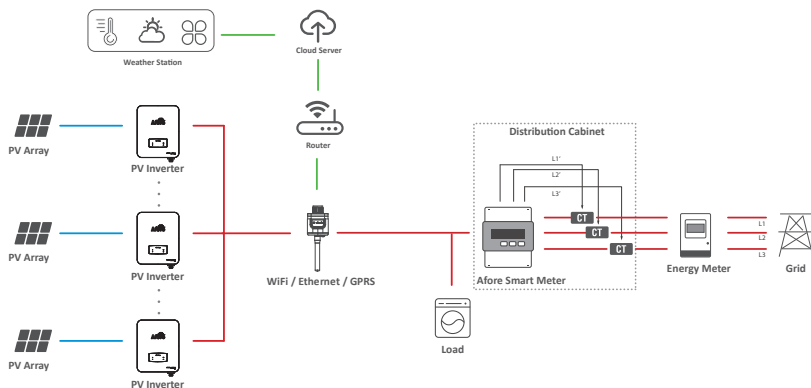 Weather Station
Cloud Server
Router
PV Array
PV Inverter
PV Array
PV Inverter
PV Array
PV Inverter
WiFi / Ethernet / GPRS
Load
Distribution Cabinet
L1'
L2'
L3'
CT
CT
CT
Afore Smart Meter
Energy Meter
L1
L2
L3
Grid